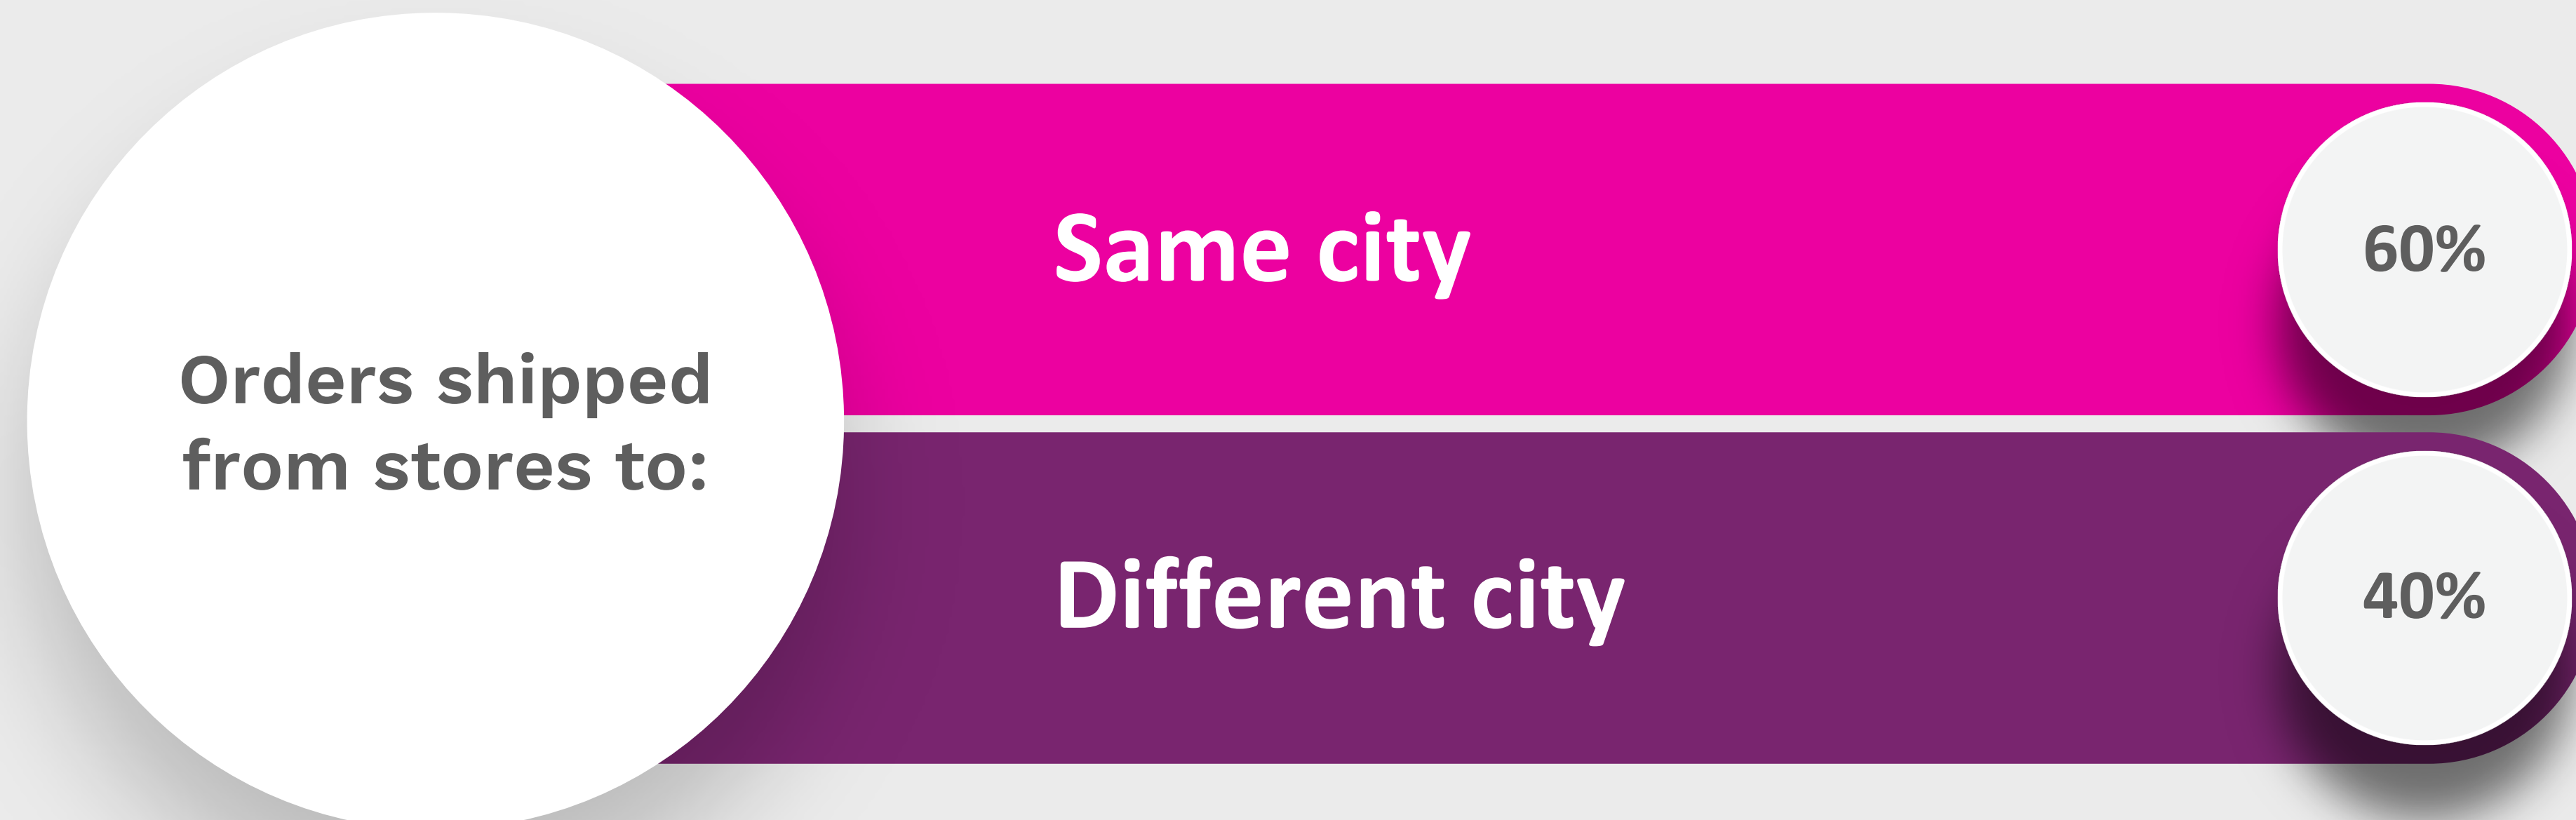 Orders shipped
from stores to:
Same city
60%
Different city
40%